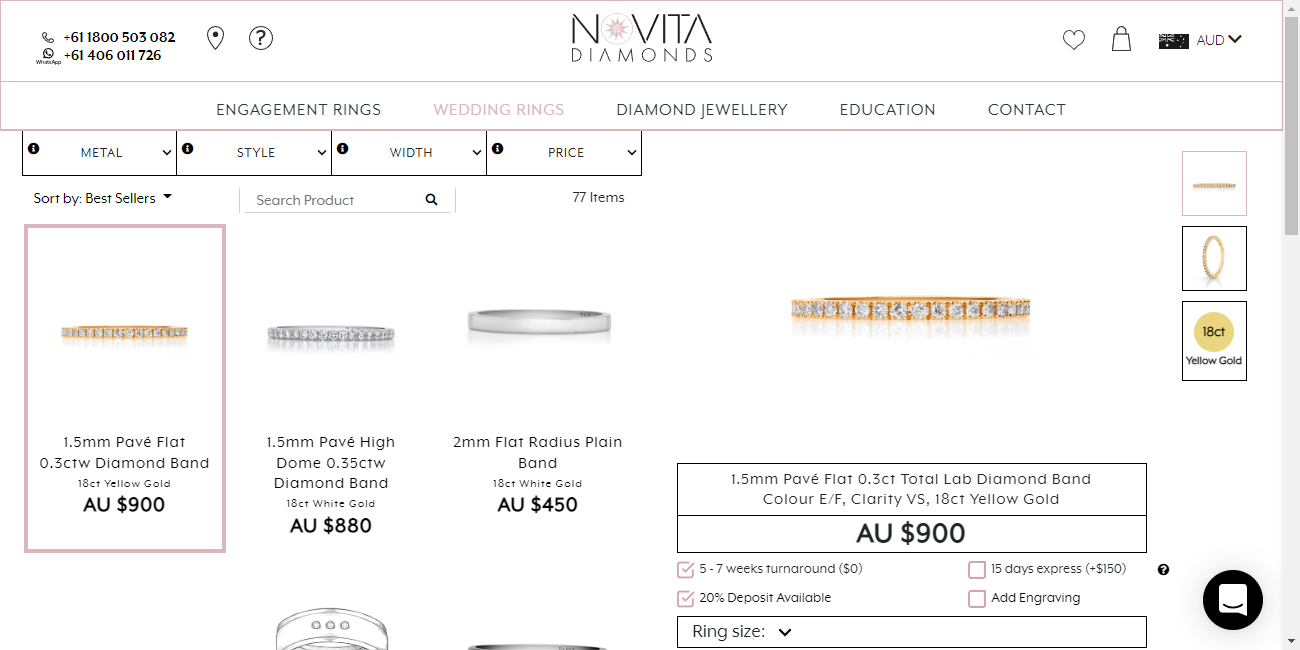 +61 1800 503 082
WhatsApp
+61 406 011 726
?
NOVITA
DIAMONDS
AUD
ENGAGEMENT RINGS
WEDDING RINGS
DIAMOND JEWELLERY
EDUCATION
CONTACT
METAL
STYLE
WIDTH
PRICE
Sort by: Best Sellers
Search Product
77 Items
1.5mm Pavé Flat
0.3ctw Diamond Band
18ct Yellow Gold
AU $900
1.5mm Pavé High
Dome 0.35ctw
Diamond Band
18ct White Gold
AU $880
2mm Flat Radius Plain
Band
18ct White Gold
AU $450
18ct
Yellow Gold
1.5mm Pavé Flat 0.3ct Total Lab Diamond Band
Colour E/F, Clarity VS, 18ct Yellow Gold
AU $900
5 - 7 weeks turnaround ($0)
15 days express (+$150)
?
20% Deposit Available
Add Engraving
Ring size: